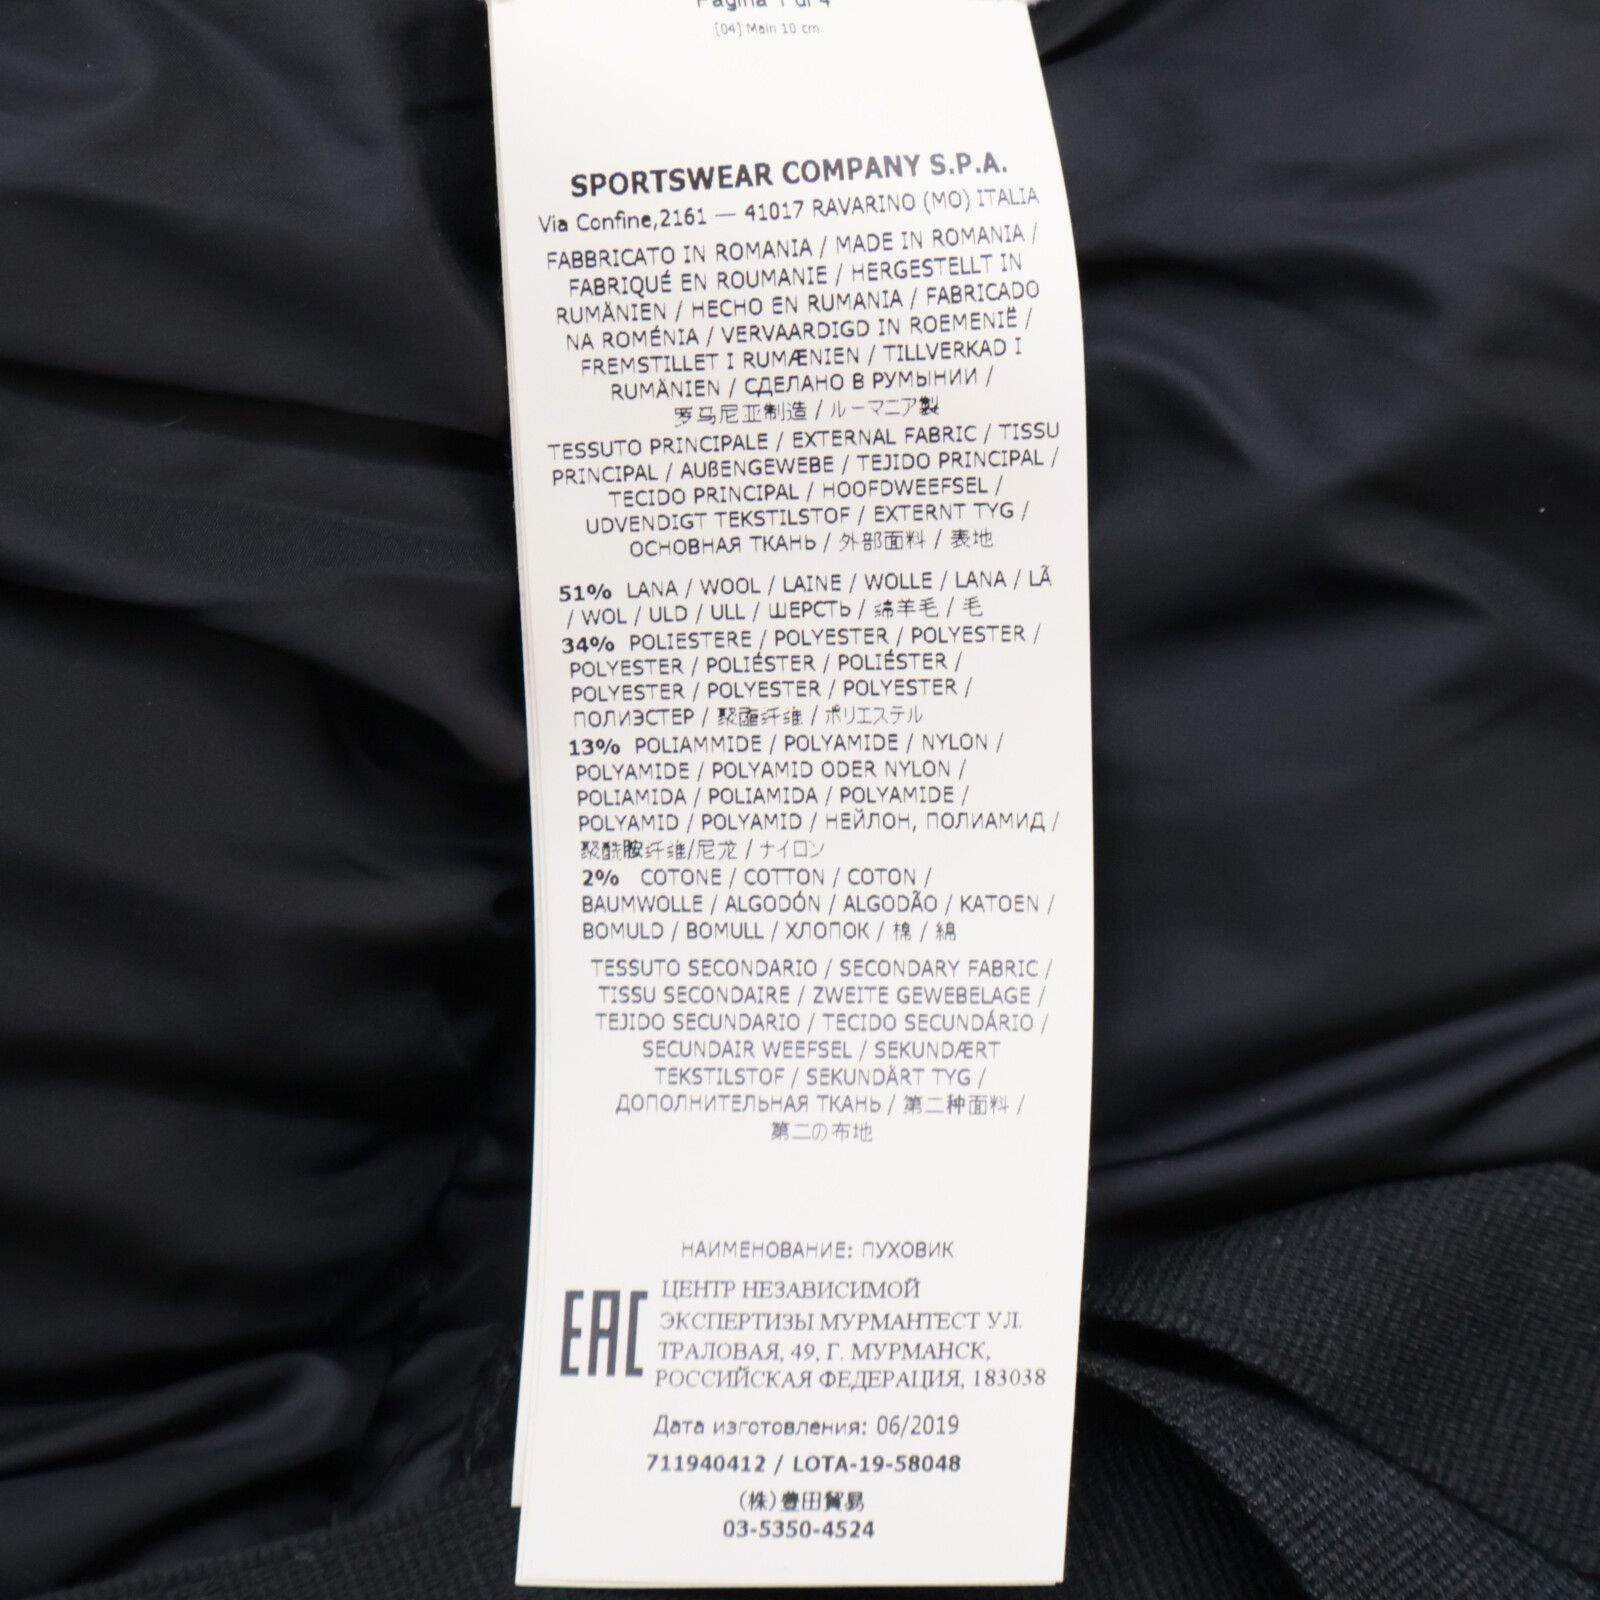 Pagina 1 di 4
[04] Main 10 cm
SPORTSWEAR COMPANY S.P.A.
Via Confine,2161 — 41017 RAVARINO (MO) ITALIA
FABBRICATO IN ROMANIA / MADE IN ROMANIA /
FABRIQUÉ EN ROUMANIE / HERGESTELLT IN
RUMÄNIEN / HECHO EN RUMANIA / FABRICADO
NA ROMÉNIA / VERVAARDIGD IN ROEMENIË /
FREMSTILLET I RUMÆNIEN / TILLVERKAD I
RUMÄNIEN / СДЕЛАНО В РУМЫНИИ /
罗马尼亚制造 / ルーマニア製
TESSUTO PRINCIPALE / EXTERNAL FABRIC / TISSU
PRINCIPAL / AUßENGEWEBE / TEJIDO PRINCIPAL /
TECIDO PRINCIPAL / HOOFDWEEFSEL /
UDVENDIGT TEKSTILSTOF / EXTERNT TYG /
ОСНОВНАЯ ТКАНЬ / 外部面料 / 表地
51% LANA / WOOL / LAINE / WOLLE / LANA / LÃ
/ WOL / ULD / ULL / ШЕРСТЬ / 绵羊毛 / 毛
34% POLIESTERE / POLYESTER / POLYESTER /
POLYESTER / POLIÉSTER / POLIÉSTER /
POLYESTER / POLYESTER / POLYESTER /
ПОЛИЭСТЕР / 聚酯纤维 / ポリエステル
13% POLIAMMIDE / POLYAMIDE / NYLON /
POLYAMIDE / POLYAMID ODER NYLON /
POLIAMIDA / POLIAMIDA / POLYAMIDE /
POLYAMID / POLYAMID / НЕЙЛОН, ПОЛИАМИД /
聚酰胺纤维/尼龙 / ナイロン
2% COTONE / COTTON / COTON /
BAUMWOLLE / ALGODÓN / ALGODÃO / KATOEN /
BOMULD / BOMULL / ХЛОПОК / 棉 / 綿
TESSUTO SECONDARIO / SECONDARY FABRIC /
TISSU SECONDAIRE / ZWEITE GEWEBELAGE /
TEJIDO SECUNDARIO / TECIDO SECUNDÁRIO /
SECUNDAIR WEEFSEL / SEKUNDÆRT
TEKSTILSTOF / SEKUNDÄRT TYG /
ДОПОЛНИТЕЛЬНАЯ ТКАНЬ / 第二种面料 /
第二の布地
НАИМЕНОВАНИЕ: ПУХОВИК
EAC ЦЕНТР НЕЗАВИСИМОЙ
ЭКСПЕРТИЗЫ МУРМАНТЕСТ УЛ.
ТРАЛОВАЯ, 49, Г. МУРМАНСК,
РОССИЙСКАЯ ФЕДЕРАЦИЯ, 183038
Дата изготовления: 06/2019
711940412 / LOTA-19-58048
(株)豊田貿易
03-5350-4524